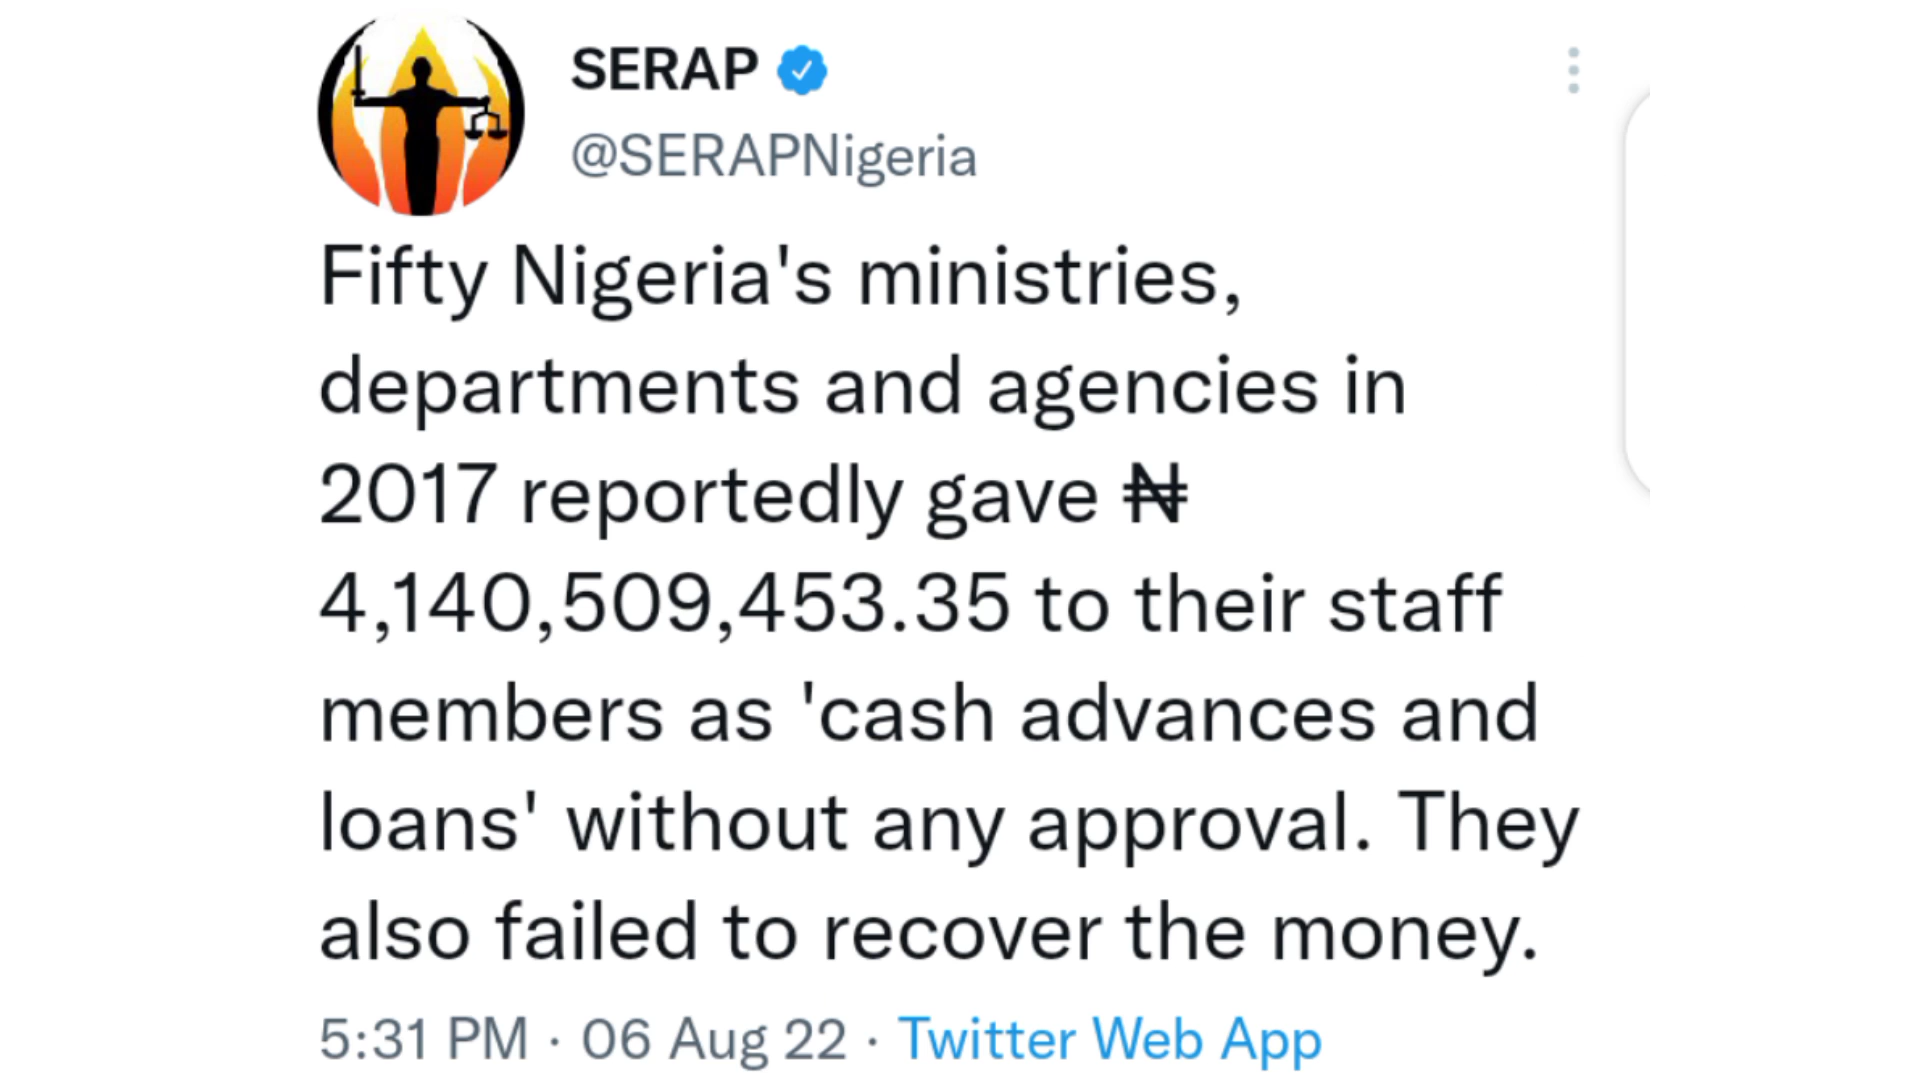 SERAP
@SERAPNigeria
Fifty Nigeria's ministries,
departments and agencies in
2017 reportedly gave ₦
4,140,509,453.35 to their staff
members as 'cash advances and
loans' without any approval. They
also failed to recover the money.
5:31 PM · 06 Aug 22 · Twitter Web App